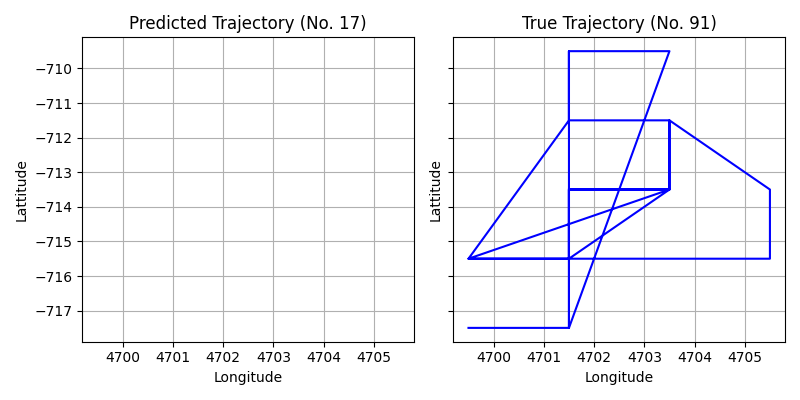 Predicted Trajectory (No. 17)
Lattitude
−710
−711
−712
−713
−714
−715
−716
−717
4700 4701 4702 4703 4704 4705
Longitude
True Trajectory (No. 91)
Lattitude
4700 4701 4702 4703 4704 4705
Longitude